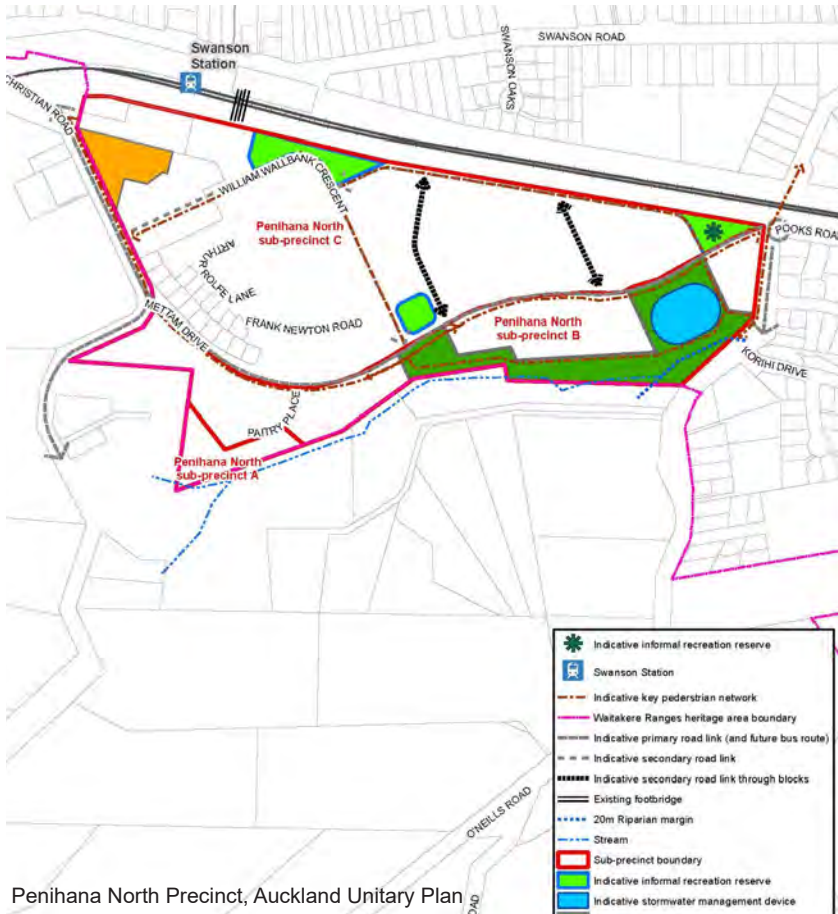 SWANSON ROAD
Swanson
Station
SWANSON OAKS
CHRISTIAN ROAD
WILLIAM WALLBANK CRESCENT
POOKS ROA
Penihana North
sub-precinct C
ARTHUR
ROLFE LANE
FRANK NEWTON ROAD
METTAM DRIVE
Penihana North
sub-precinct B
KORIHI DRIVE
PAITRY PLACE
Penihana North
sub-precinct A
O'NEILLS ROAD
OAD
Indicative informal recreation reserve
Swanson Station
Indicative key pederstrian network
Waitakere Ranges heritage area boundary
Indicative primary road link (and future bus route)
Indicative secondary road link
Indicative secondary road link through blocks
Existing footbridge
20m Riparian margin
Stream
Sub-precinct boundary
Indicative informal recreation reserve
Indicative stormwater management device
Penihana North Precinct, Auckland Unitary Plan